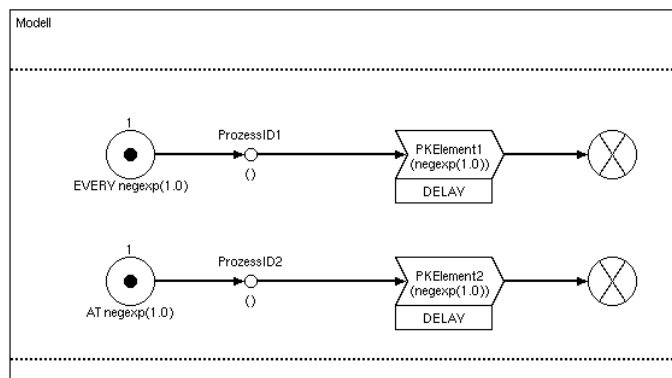 Modell
1
ProzessID1
PKElement1
(negexp(1.0))
()
EVERY negexp(1.0)
DELAY
1
ProzessID2
PKElement2
(negexp(1.0))
()
AT negexp(1.0)
DELAY